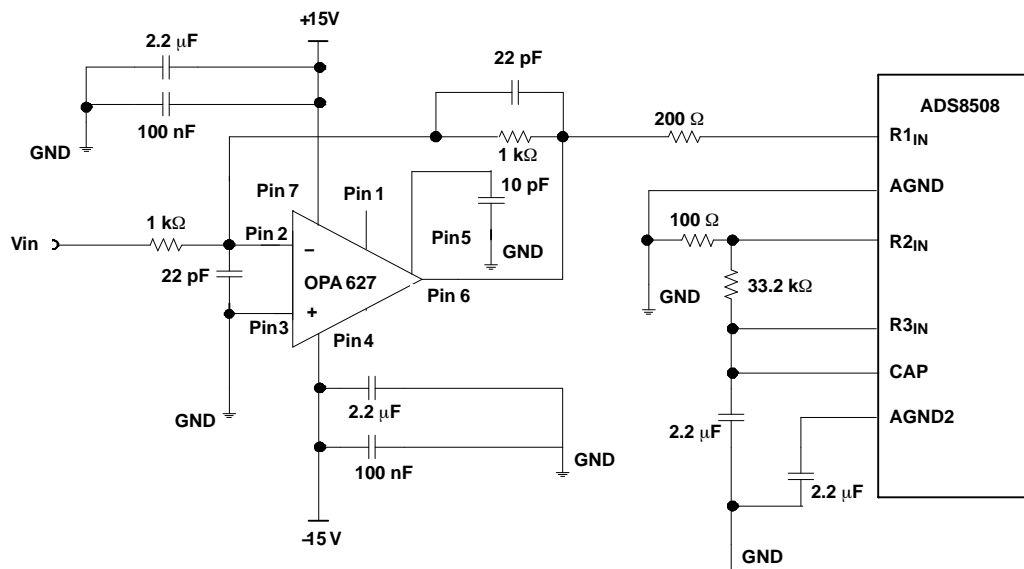 +15V
2.2 μF
100 nF
GND
22 pF
1 kΩ
200 Ω
ADS8508
R1IN
AGND
R2IN
R3IN
CAP
AGND2
Pin 7
Pin 1
10 pF
Pin5
GND
100 Ω
GND
33.2 kΩ
Vin
1 kΩ
Pin 2
22 pF
OPA 627
Pin 6
Pin3
Pin4
GND
2.2 μF
100 nF
GND
–15 V
2.2 μF
2.2 μF
GND
−
+